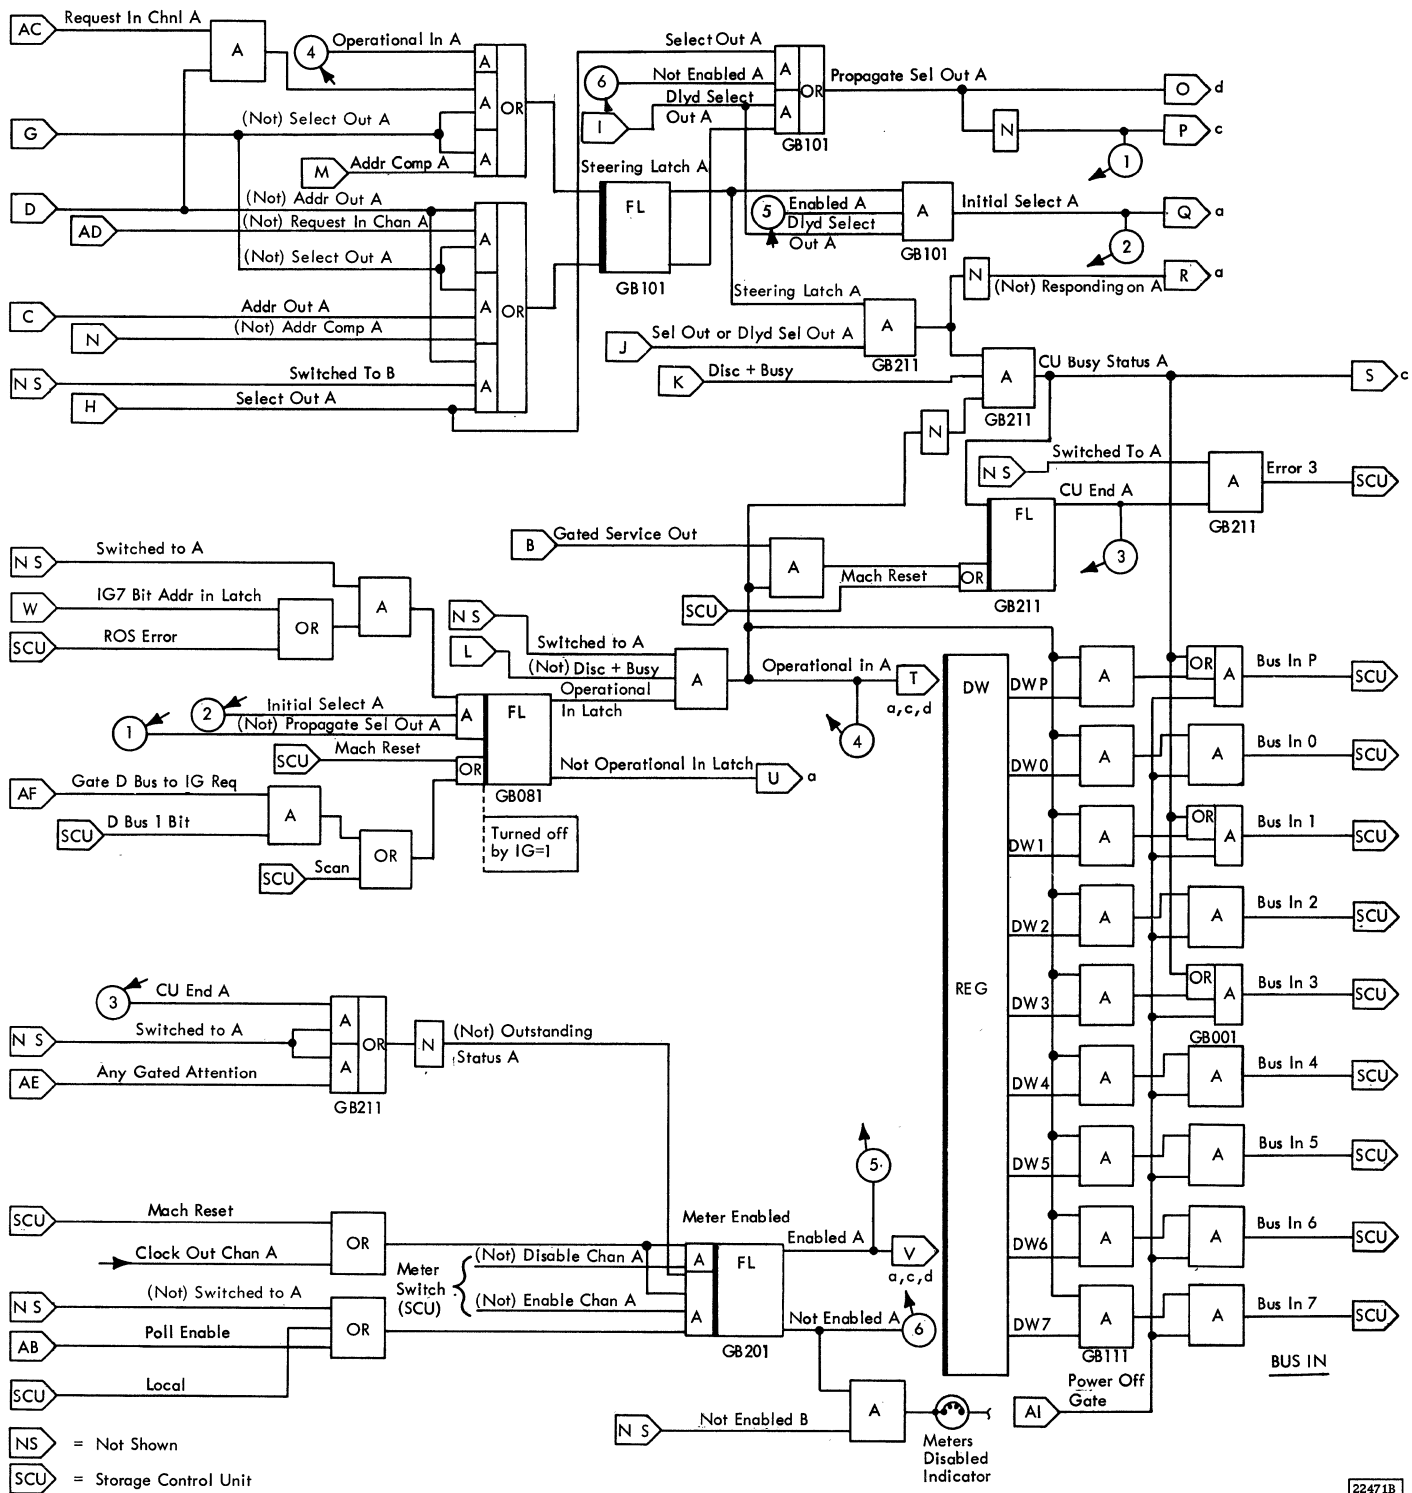 AC Request In Chnl A
A
4 Operational In A
A
A
A
OR
G (Not) Select Out A
M Addr Comp A
Select Out A
6 Not Enabled A
I Dlyd Select
Out A
A
A
OR
GB101
Propagate Sel Out A
O d
N
P c
1
Steering Latch A
FL
GB101
D (Not) Addr Out A
AD (Not) Request In Chan A
(Not) Select Out A
A
A
A
OR
C Addr Out A
N (Not) Addr Comp A
N S Switched To B
H Select Out A
5 Enabled A
Dlyd Select
Out A
A
GB101
Initial Select A
Q a
2
N
(Not) Responding on A
R a
Steering Latch A
J Sel Out or Dlyd Sel Out A
A
GB211
K Disc + Busy
A
GB211
CU Busy Status A
S c
N
N S Switched To A
CU End A
A
GB211
Error 3
SCU
FL
GB211
3
B Gated Service Out
A
Mach Reset
SCU
OR
N S Switched to A
W IG7 Bit Addr in Latch
SCU ROS Error
OR
A
N S Switched to A
L (Not) Disc + Busy
Operational
In Latch
A
Operational in A
T
a,c,d
4
2 Initial Select A
1 (Not) Propagate Sel Out A
SCU Mach Reset
A
OR
FL
GB081
Not Operational In Latch
U a
Turned off
by IG=1
AF Gate D Bus to IG Req
SCU D Bus 1 Bit
A
OR
SCU Scan
DW
REG
DWP A OR A Bus In P SCU
DW0 A A Bus In 0 SCU
DW1 A OR A Bus In 1 SCU
DW2 A A Bus In 2 SCU
DW3 A OR A Bus In 3 SCU
GB001
DW4 A A Bus In 4 SCU
DW5 A A Bus In 5 SCU
DW6 A A Bus In 6 SCU
DW7 A A Bus In 7 SCU
GB111
BUS IN
Power Off
Gate
AI
3 CU End A
N S Switched to A
AE Any Gated Attention
A
A
OR
GB211
N
(Not) Outstanding
Status A
5.
SCU Mach Reset
Clock Out Chan A
OR
N S (Not) Switched to A
AB Poll Enable
OR
SCU Local
Meter
Switch
(SCU)
(Not) Disable Chan A
(Not) Enable Chan A
Meter Enabled
A
A
FL
GB201
Enabled A
V
a,c,d
Not Enabled A
6
N S Not Enabled B
A
Meters
Disabled
Indicator
NS = Not Shown
SCU = Storage Control Unit
22471B